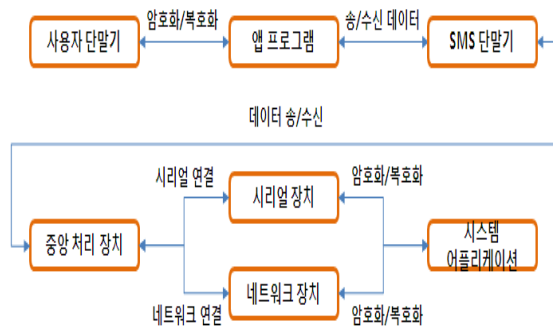 암호화/복호화
송/수신 데이터
사용자 단말기
앱 프로그램
SMS 단말기
데이터 송/수신
시리얼 연결
암호화/복호화
시리얼 장치
중앙 처리 장치
시스템
어플리케이션
네트워크 장치
네트워크 연결
암호화/복호화